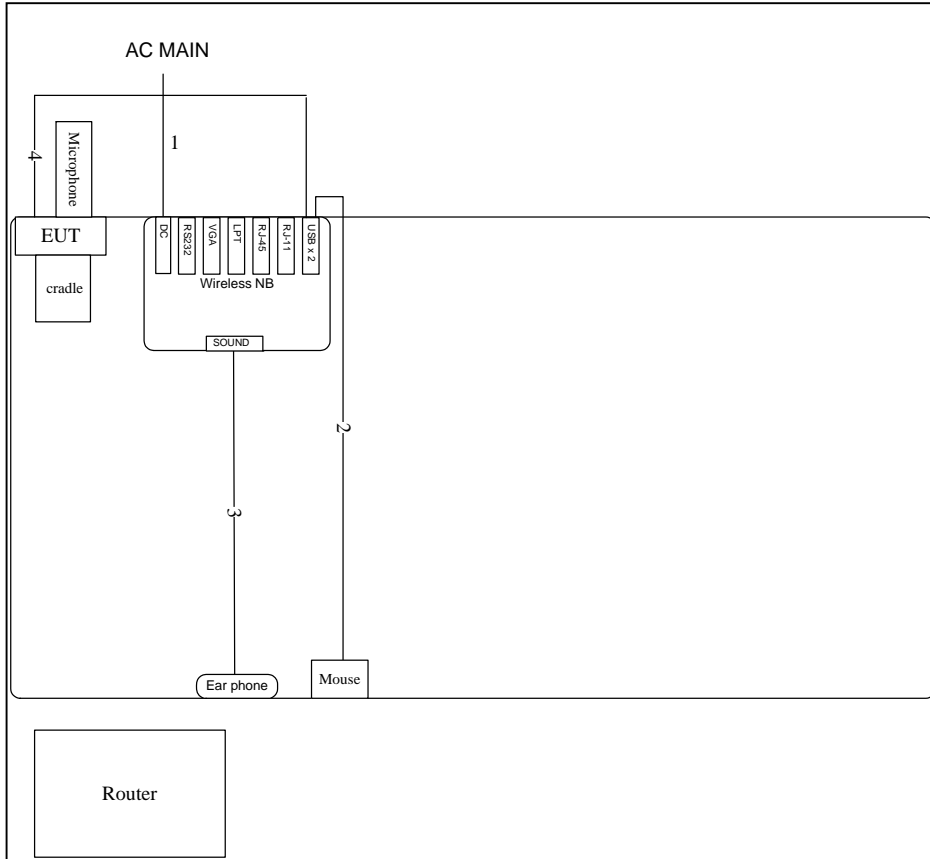 AC MAIN
1
4
Microphone
EUT
cradle
DC
RS232
VGA
LPT
RJ-45
RJ-11
USB x 2
Wireless NB
SOUND
2
3
Ear phone
Mouse
Router